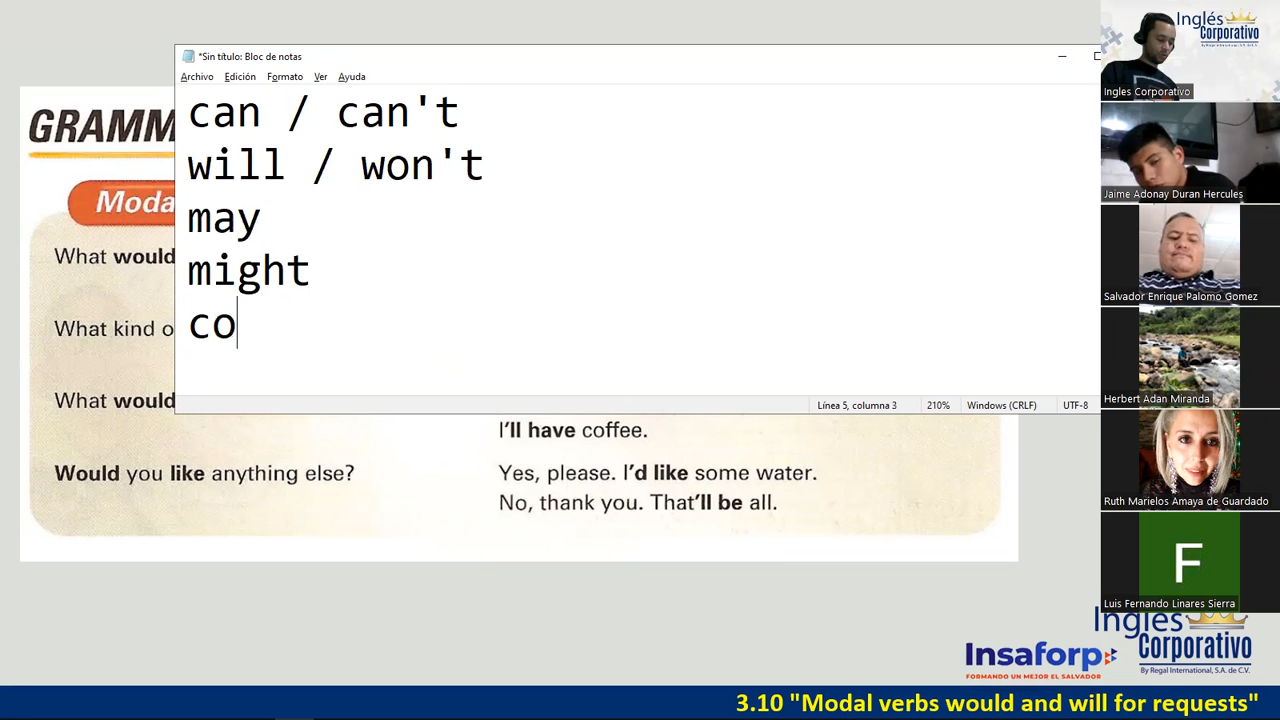 *Sin título: Bloc de notas
Archivo Edición Formato Ver Ayuda
can / can't
will / won't
may
might
co
Línea 5, columna 3 210% Windows (CRLF) UTF-8
GRAMM
Moda
What would
What kind o
What would
I'll have coffee.
Would you like anything else?
Yes, please. I'd like some water.
No, thank you. That'll be all.
Inglés
Corporativo
By Regal International, S.A. de C.V.
Ingles Corporativo
Jaime Adonay Duran Hercules
Salvador Enrique Palomo Gomez
Herbert Adan Miranda
Ruth Marielos Amaya de Guardado
F
Luis Fernando Linares Sierra
Insaforp
FORMANDO UN MEJOR EL SALVADOR
Inglés
Corporativo
By Regal International, S.A. de C.V.
3.10 "Modal verbs would and will for requests"